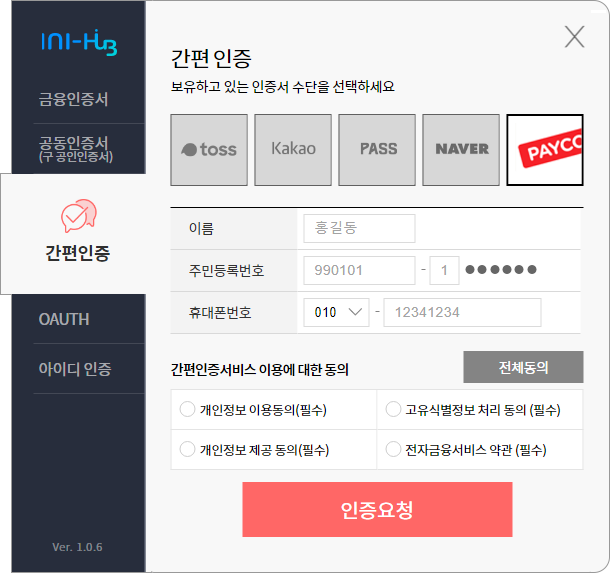 INI-HUB
금융인증서
공동인증서
(구 공인인증서)
간편인증
OAUTH
아이디 인증
Ver. 1.0.6
간편 인증
보유하고 있는 인증서 수단을 선택하세요
toss
Kakao
PASS
NAVER
PAYCO
이름
홍길동
주민등록번호
990101 - 1 ●●●●●●
휴대폰번호
010 - 12341234
간편인증서비스 이용에 대한 동의
전체동의
개인정보 이용동의(필수)
고유식별정보 처리 동의 (필수)
개인정보 제공 동의(필수)
전자금융서비스 약관 (필수)
인증요청